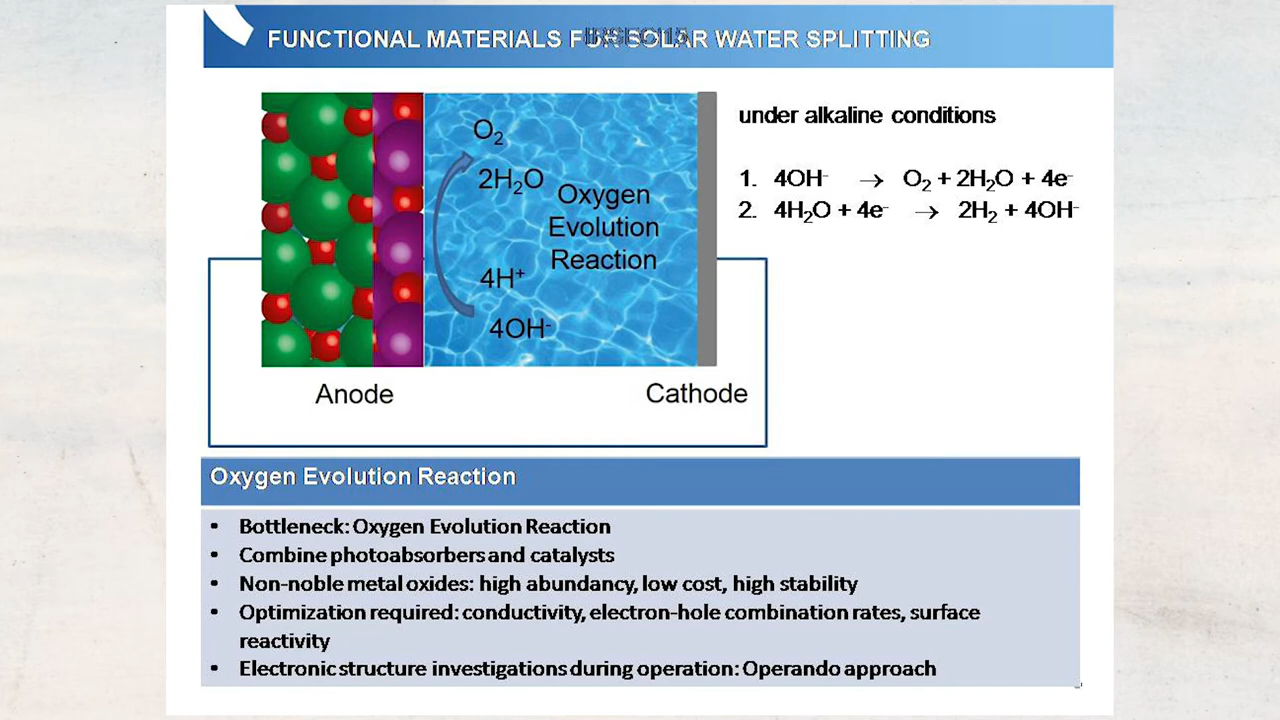 FUNCTIONAL MATERIALS FOR SOLAR WATER SPLITTING
O₂
2H₂O
Oxygen
Evolution
Reaction
4H⁺
4OH⁻
Anode
Cathode
under alkaline conditions
1. 4OH⁻ → O₂ + 2H₂O + 4e⁻
2. 4H₂O + 4e⁻ → 2H₂ + 4OH⁻
Oxygen Evolution Reaction
• Bottleneck: Oxygen Evolution Reaction
• Combine photoabsorbers and catalysts
• Non-noble metal oxides: high abundancy, low cost, high stability
• Optimization required: conductivity, electron-hole combination rates, surface
reactivity
• Electronic structure investigations during operation: Operando approach